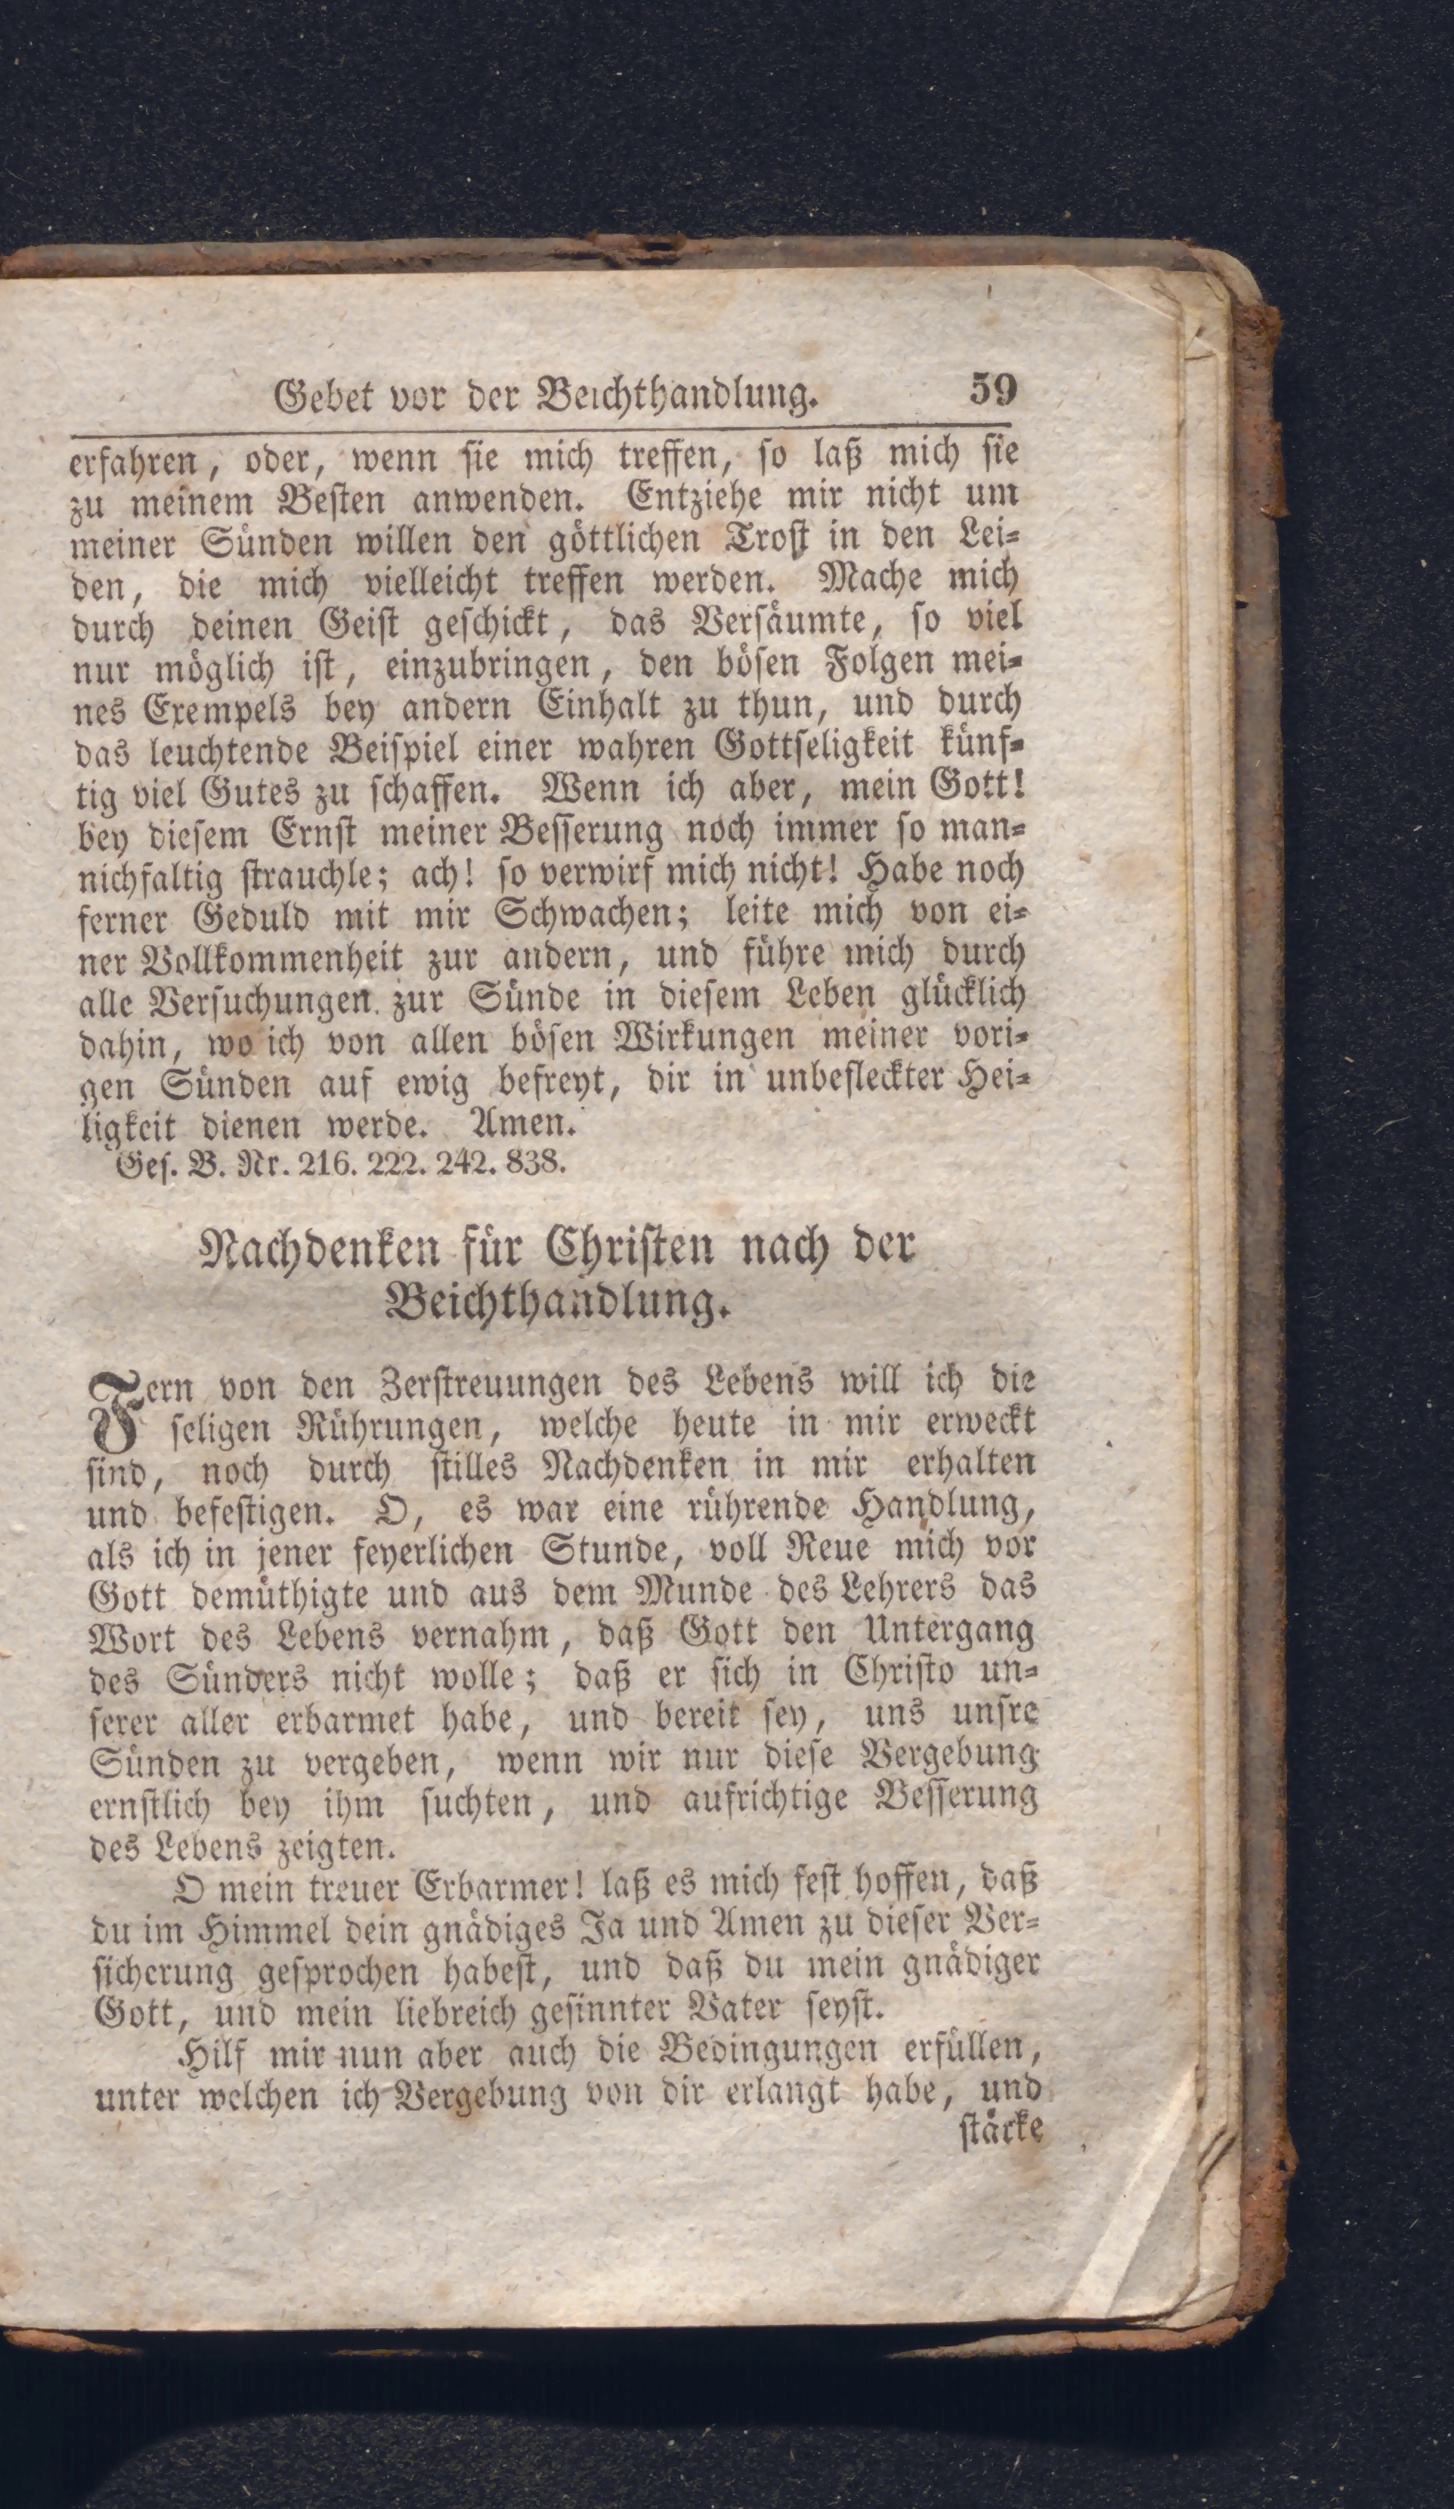 Gebet vor der Beichthandlung. 59
erfahren, oder, wenn ſie mich treffen, ſo laß mich ſie
zu meinem Beſten anwenden. Entziehe mir nicht um
meiner Sünden willen den göttlichen Troſt in den Lei-
den, die mich vielleicht treffen werden. Mache mich
durch deinen Geiſt geſchickt, das Verſäumte, ſo viel
nur möglich iſt, einzubringen, den böſen Folgen mei-
nes Exempels bey andern Einhalt zu thun, und durch
das leuchtende Beiſpiel einer wahren Gottſeligkeit künf-
tig viel Gutes zu ſchaffen. Wenn ich aber, mein Gott!
bey dieſem Ernſt meiner Beſſerung noch immer ſo man-
nichfaltig ſtrauchle; ach! ſo verwirf mich nicht! Habe noch
ferner Geduld mit mir Schwachen; leite mich von ei-
ner Vollkommenheit zur andern, und führe mich durch
alle Verſuchungen zur Sünde in dieſem Leben glücklich
dahin, wo ich von allen böſen Wirkungen meiner vori-
gen Sünden auf ewig befreyt, dir in unbefleckter Hei-
ligkeit dienen werde. Amen.
Geſ. B. Nr. 216. 222. 242. 838.
Nachdenken für Chriſten nach der
Beichthandlung.
Fern von den Zerſtreuungen des Lebens will ich die
ſeligen Rührungen, welche heute in mir erweckt
ſind, noch durch ſtilles Nachdenken in mir erhalten
und befeſtigen. O, es war eine rührende Handlung,
als ich in jener feyerlichen Stunde, voll Reue mich vor
Gott demüthigte und aus dem Munde des Lehrers das
Wort des Lebens vernahm, daß Gott den Untergang
des Sünders nicht wolle; daß er ſich in Chriſto un-
ſerer aller erbarmet habe, und bereit ſey, uns unſre
Sünden zu vergeben, wenn wir nur dieſe Vergebung
ernſtlich bey ihm ſuchten, und aufrichtige Beſſerung
des Lebens zeigten.
O mein treuer Erbarmer! laß es mich feſt hoffen, daß
du im Himmel dein gnädiges Ja und Amen zu dieſer Ver-
ſicherung geſprochen habeſt, und daß du mein gnädiger
Gott, und mein liebreich geſinnter Vater ſeyſt.
Hilf mir nun aber auch die Bedingungen erfüllen,
unter welchen ich Vergebung von dir erlangt habe, und
ſtärke